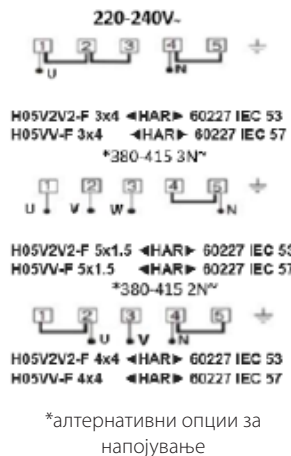 220-240V~
1 2 3 4 5
U N
H05V2V2-F 3x4 ◄HAR► 60227 IEC 53
H05VV-F 3x4 ◄HAR► 60227 IEC 57
*380-415 3N~
1 2 3 4 5
U V W N
H05V2V2-F 5x1.5 ◄HAR► 60227 IEC 53
H05VV-F 5x1.5 ◄HAR► 60227 IEC 57
*380-415 2N~
1 2 3 4 5
U V N
H05V2V2-F 4x4 ◄HAR► 60227 IEC 53
H05VV-F 4x4 ◄HAR► 60227 IEC 57
*алтернативни опции за
напојување